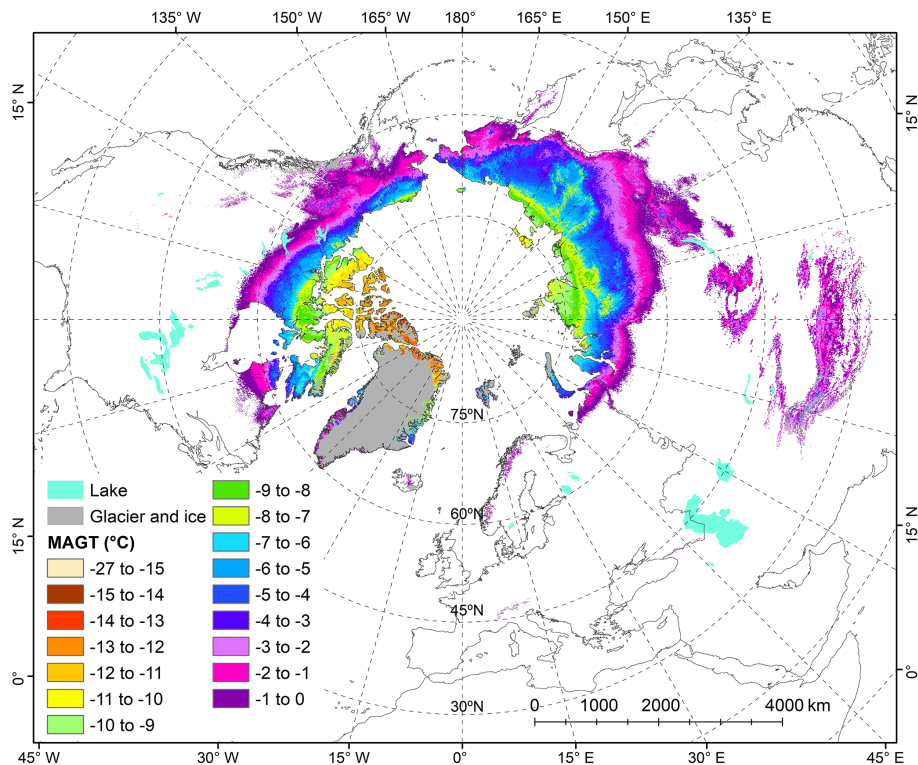 135° W
150° W
165° W
180°
165° E
150° E
135° E
15° N
15° N
75°N
60°N
45°N
30°N
Lake
Glacier and ice
MAGT (°C)
-27 to -15
-15 to -14
-14 to -13
-13 to -12
-12 to -11
-11 to -10
-10 to -9
-9 to -8
-8 to -7
-7 to -6
-6 to -5
-5 to -4
-4 to -3
-3 to -2
-2 to -1
-1 to 0
15° N
0°
15° N
0°
0
1000
2000
4000 km
45° W
30° W
15° W
0°
15° E
30° E
45° E